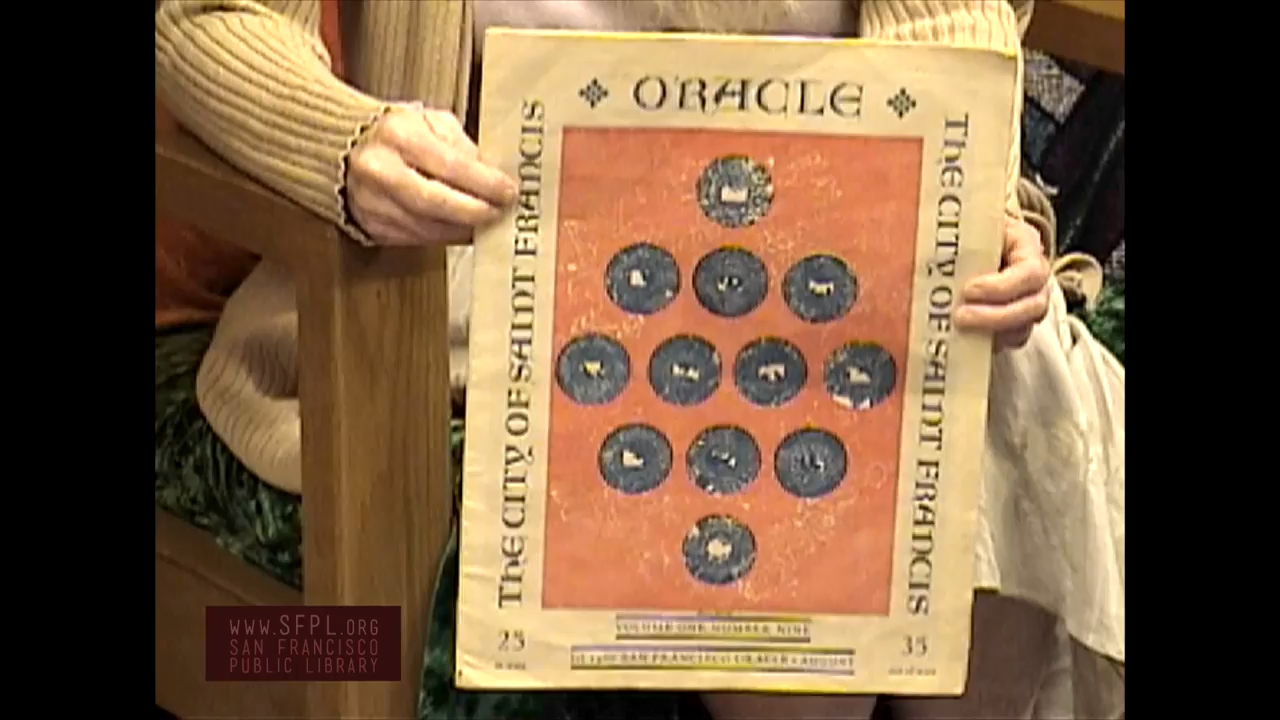 ORACLE
THE CITY OF SAINT FRANCIS
THE CITY OF SAINT FRANCIS
VOLUME ONE NUMBER NINE
SAN FRANCISCO ORACLE • AUGUST
25
35
WWW.SFPL.ORG
SAN FRANCISCO
PUBLIC LIBRARY